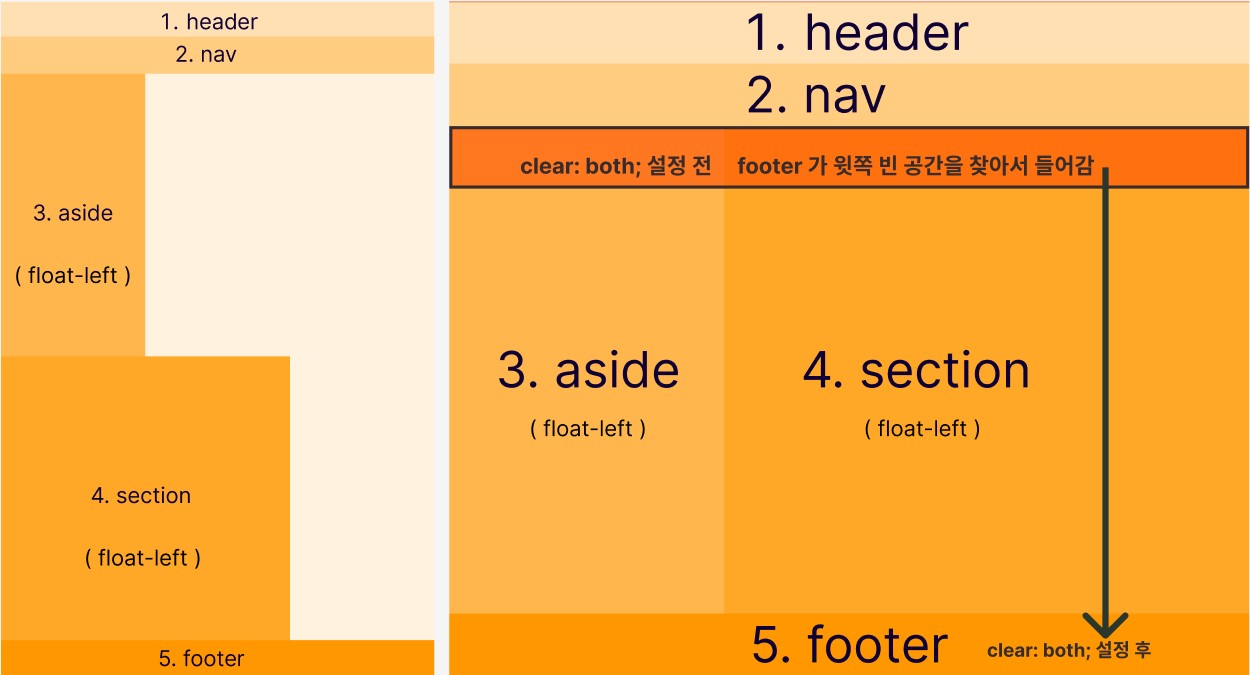 1. header
2. nav
3. aside
( float-left )
4. section
( float-left )
5. footer
1. header
2. nav
clear: both; 설정 전 footer 가 윗쪽 빈 공간을 찾아서 들어감
3. aside
( float-left )
4. section
( float-left )
5. footer
clear: both; 설정 후